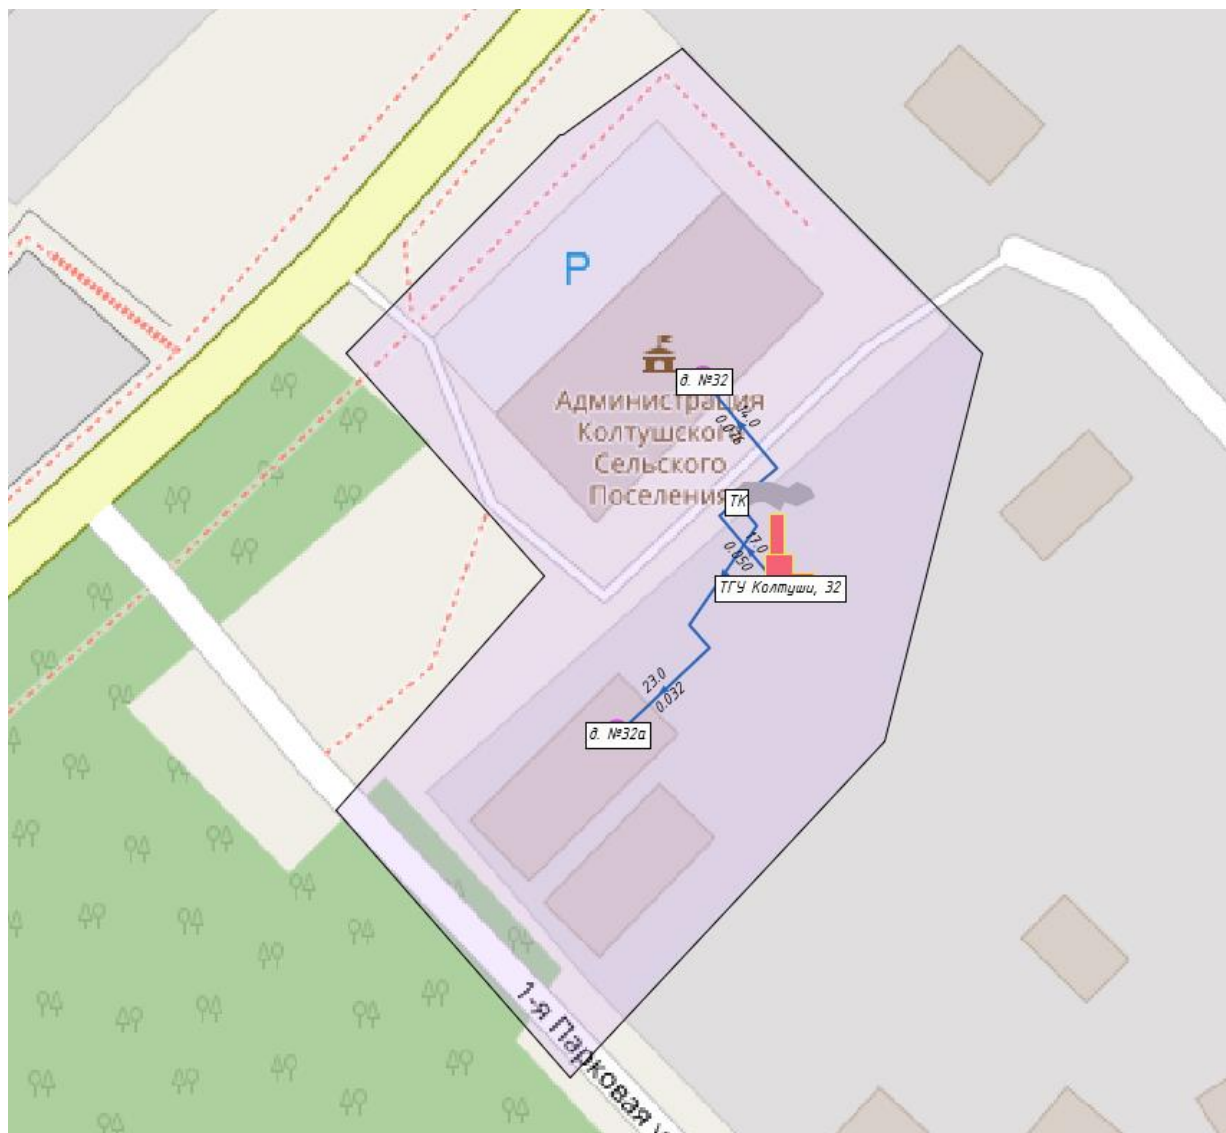 P
д. №32
Администрация
Колтушского
Сельского
Поселения
ТК
17.0
0.050
ТГУ Колтуши, 32
23.0
0.032
д. №32а
1-я Парковая